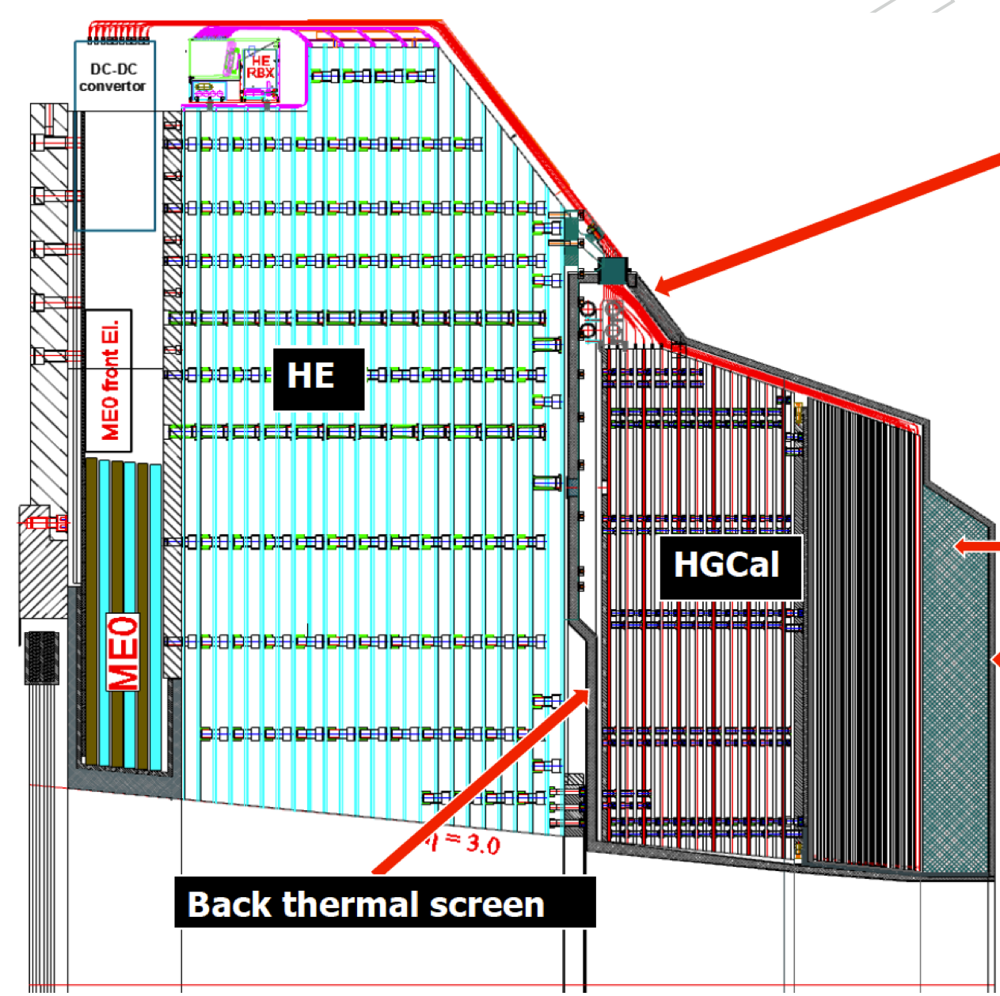 DC-DC
convertor
HE
RBX
ME0 front El.
HE
HGCal
ME0
η = 3.0
Back thermal screen